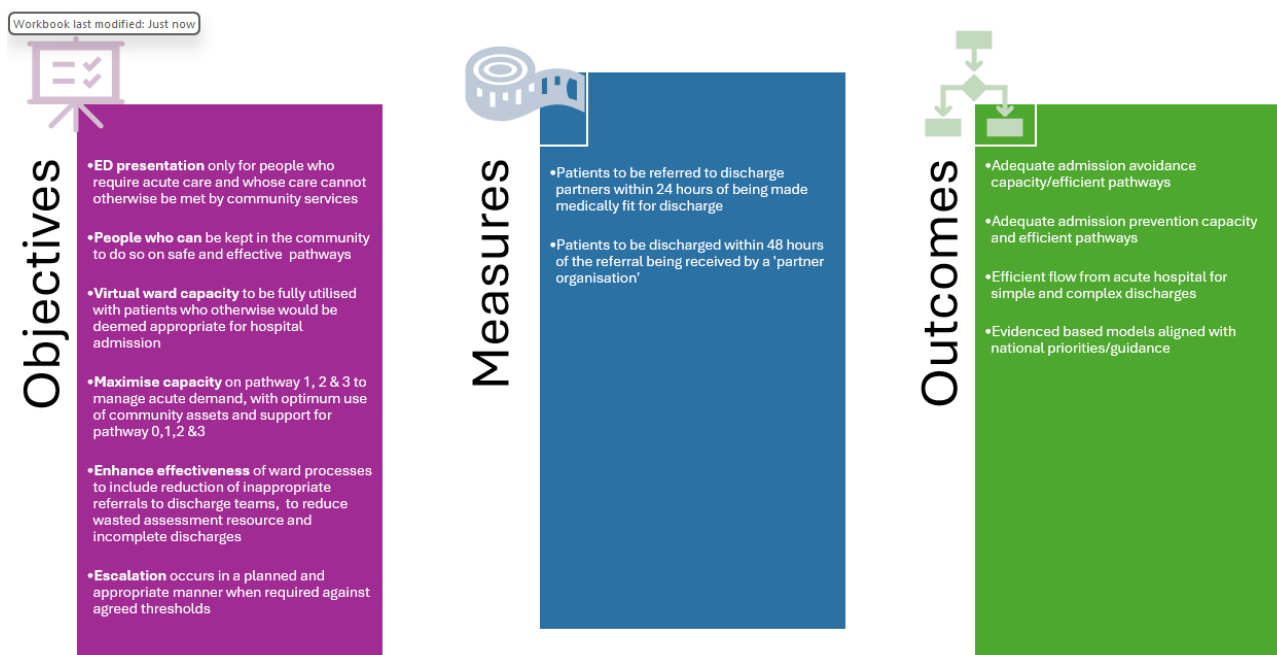 Workbook last modified: Just now
Objectives
•ED presentation only for people who
require acute care and whose care cannot
otherwise be met by community services
•People who can be kept in the community
to do so on safe and effective pathways
•Virtual ward capacity to be fully utilised
with patients who otherwise would be
deemed appropriate for hospital
admission
•Maximise capacity on pathway 1, 2 & 3 to
manage acute demand, with optimum use
of community assets and support for
pathway 0,1,2 &3
•Enhance effectiveness of ward processes
to include reduction of inappropriate
referrals to discharge teams, to reduce
wasted assessment resource and
incomplete discharges
•Escalation occurs in a planned and
appropriate manner when required against
agreed thresholds
Measures
•Patients to be referred to discharge
partners within 24 hours of being made
medically fit for discharge
•Patients to be discharged within 48 hours
of the referral being received by a 'partner
organisation'
Outcomes
•Adequate admission avoidance
capacity/efficient pathways
•Adequate admission prevention capacity
and efficient pathways
•Efficient flow from acute hospital for
simple and complex discharges
•Evidenced based models aligned with
national priorities/guidance